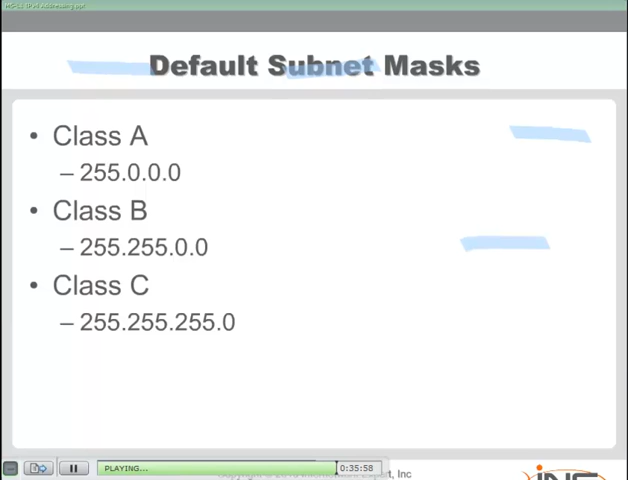 Default Subnet Masks
• Class A
– 255.0.0.0
• Class B
– 255.255.0.0
• Class C
– 255.255.255.0
PLAYING...
0:35:58